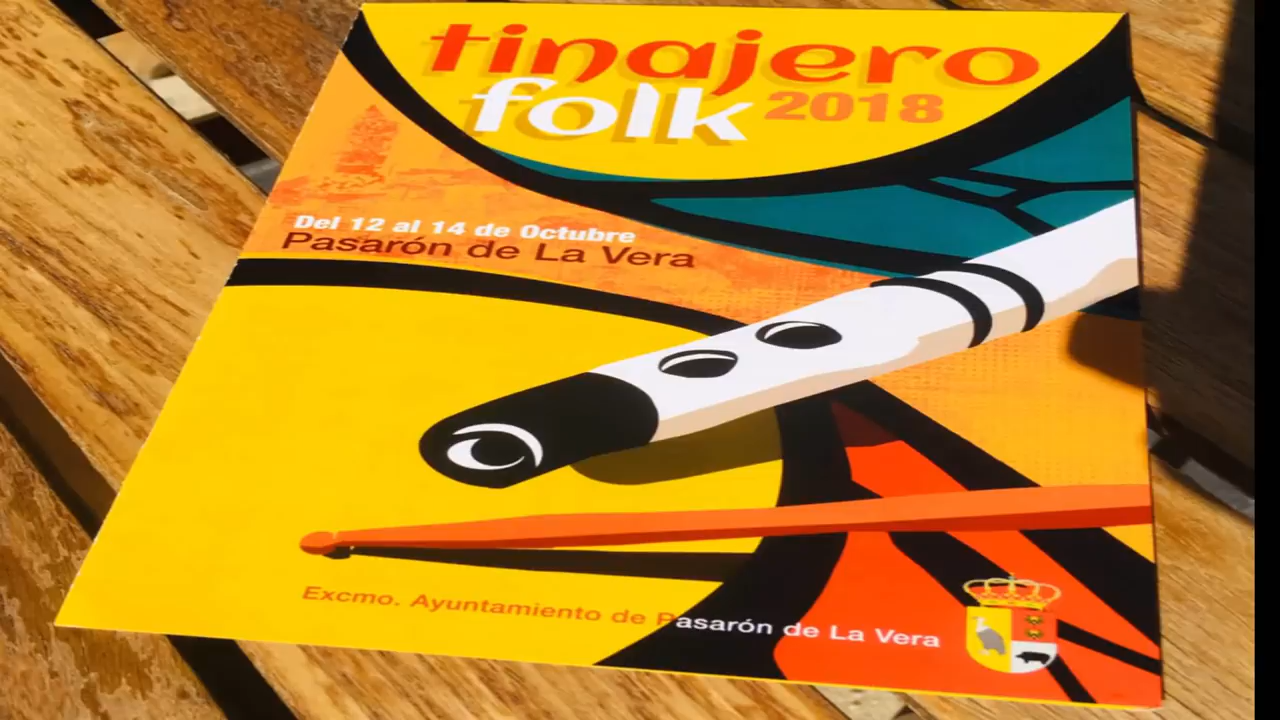 tinajero
folk 2018
Del 12 al 14 de Octubre
Pasarón de La Vera
Excmo. Ayuntamiento de Pasarón de La Vera